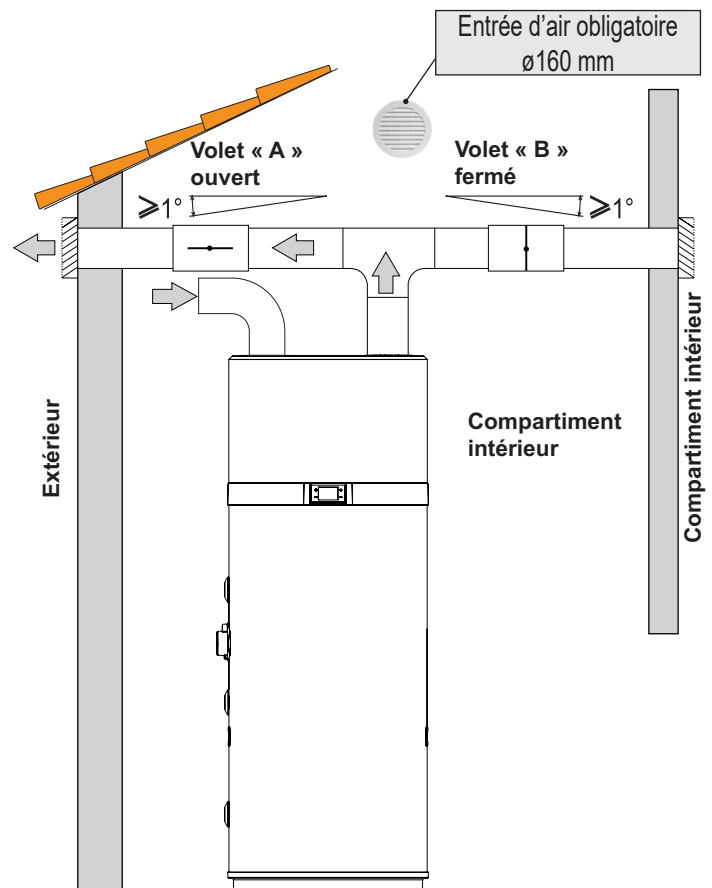 Entrée d’air obligatoire
ø160 mm
Volet « A »
ouvert
Volet « B »
fermé
⩾1°
⩾1°
Extérieur
Compartiment
intérieur
Compartiment intérieur